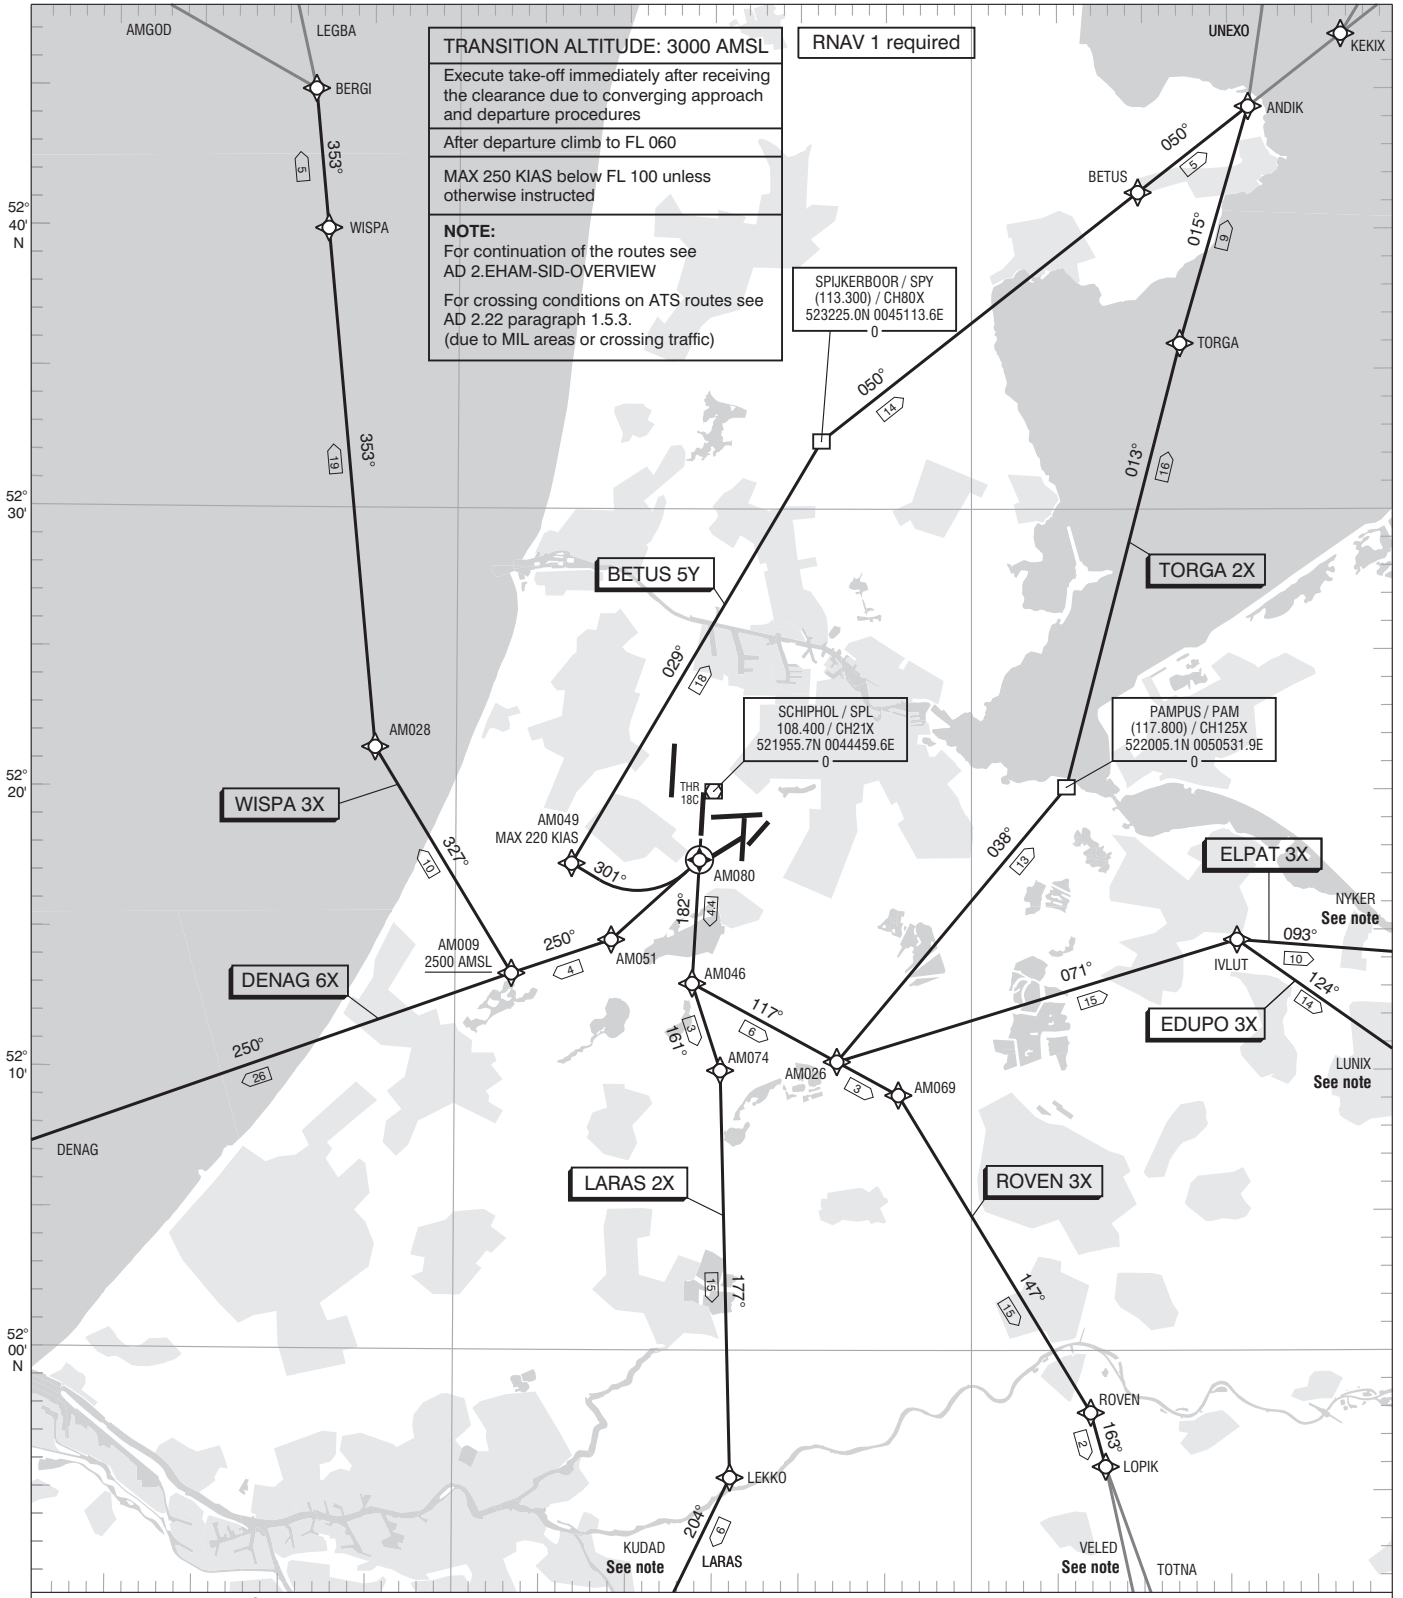 AMGOD
LEGBA
BERGI
353°
5
WISPA
353°
19
AM028
WISPA 3X
327°
10
TRANSITION ALTITUDE: 3000 AMSL
Execute take-off immediately after receiving
the clearance due to converging approach
and departure procedures
After departure climb to FL 060
MAX 250 KIAS below FL 100 unless
otherwise instructed
NOTE:
For continuation of the routes see
AD 2.EHAM-SID-OVERVIEW
For crossing conditions on ATS routes see
AD 2.22 paragraph 1.5.3.
(due to MIL areas or crossing traffic)
RNAV 1 required
UNEXO
KEKIX
ANDIK
050°
5
BETUS
015°
9
TORGA
SPIJKERBOOR / SPY
(113.300) / CH80X
523225.0N 0045113.6E
0
050°
14
013°
16
52°
40'
N
52°
30'
52°
20'
52°
10'
52°
00'
N
BETUS 5Y
TORGA 2X
029°
18
SCHIPHOL / SPL
108.400 / CH21X
521955.7N 0044459.6E
0
PAMPUS / PAM
(117.800) / CH125X
522005.1N 0050531.9E
0
THR
18C
AM049
MAX 220 KIAS
301°
AM080
182°
4.4
038°
13
ELPAT 3X
NYKER
See note
093°
10
IVLUT
124°
14
EDUPO 3X
LUNIX
See note
071°
15
AM009
2500 AMSL
250°
4
AM051
DENAG 6X
250°
26
DENAG
AM046
117°
6
3
161°
AM074
AM026
3
AM069
LARAS 2X
ROVEN 3X
15
177°
147°
15
ROVEN
163°
2
LOPIK
LEKKO
204°
6
KUDAD
See note
LARAS
VELED
See note
TOTNA